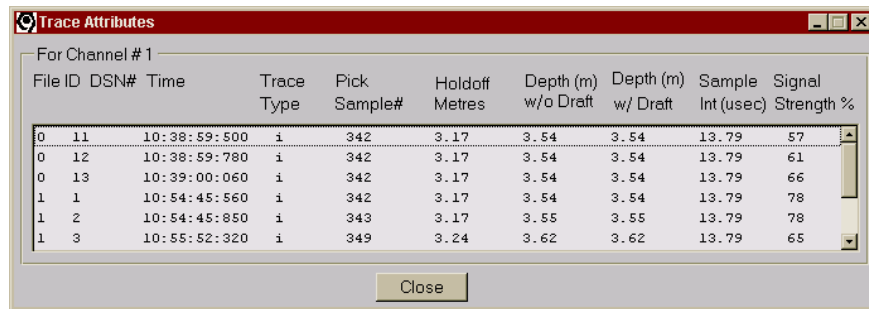 Trace Attributes
For Channel # 1
File ID DSN# Time Trace Type Pick Sample# Holdoff Metres Depth (m) w/o Draft Depth (m) w/ Draft Sample Int (usec) Signal Strength %
0 11 10:38:59:500 i 342 3.17 3.54 3.54 13.79 57
0 12 10:38:59:780 i 342 3.17 3.54 3.54 13.79 61
0 13 10:39:00:060 i 342 3.17 3.54 3.54 13.79 66
1 1 10:54:45:560 i 342 3.17 3.54 3.54 13.79 78
1 2 10:54:45:850 i 343 3.17 3.55 3.55 13.79 78
1 3 10:55:52:320 i 349 3.24 3.62 3.62 13.79 65
Close